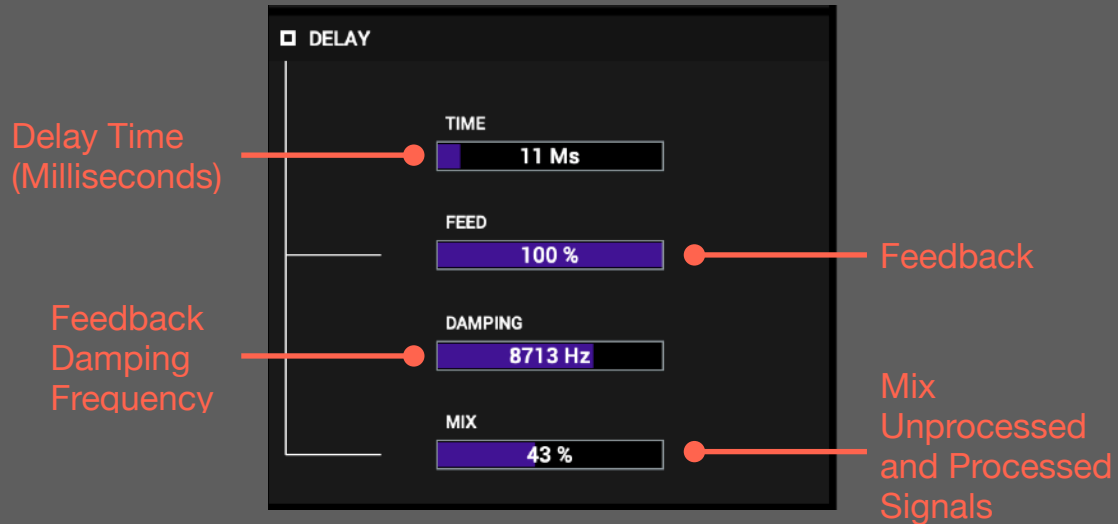 DELAY
TIME
Delay Time
(Milliseconds)
11 Ms
FEED
100 %
Feedback
DAMPING
Feedback
Damping
Frequency
8713 Hz
MIX
43 %
Mix
Unprocessed
and Processed
Signals